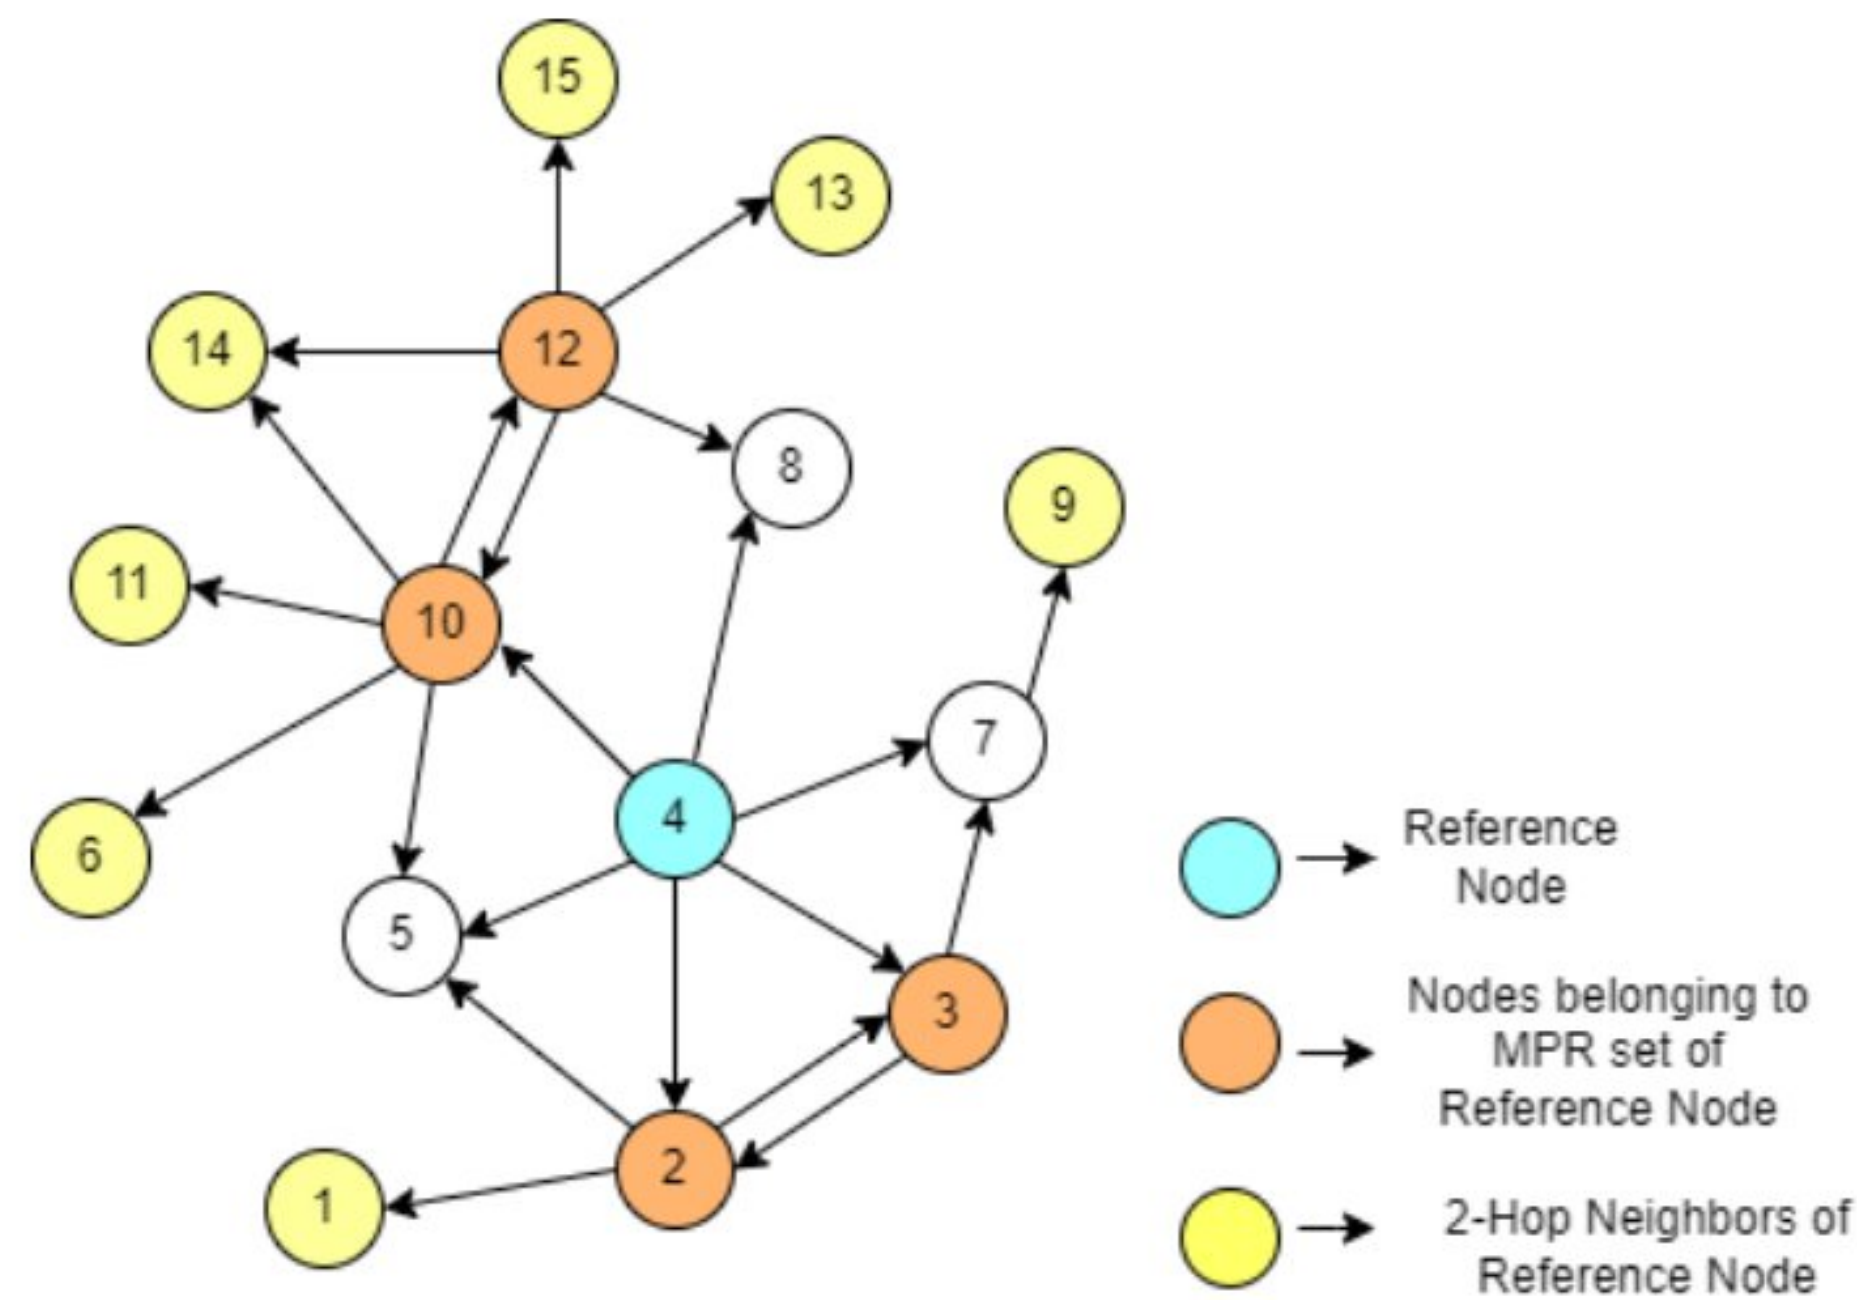 15
13
14
12
8
9
11
10
7
4
6
5
3
2
1
Reference
Node
Nodes belonging to
MPR set of
Reference Node
2-Hop Neighbors of
Reference Node